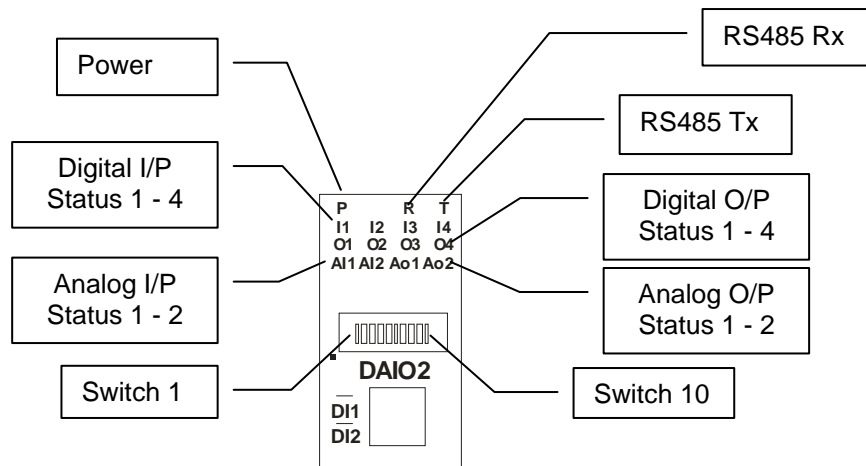 RS485 Rx
Power
RS485 Tx
Digital I/P
Status 1 - 4
Digital O/P
Status 1 - 4
P R T
I1 I2 I3 I4
O1 O2 O3 O4
AI1 AI2 Ao1 Ao2
Analog I/P
Status 1 - 2
Analog O/P
Status 1 - 2
Switch 1
DAIO2
Switch 10
DI1
DI2